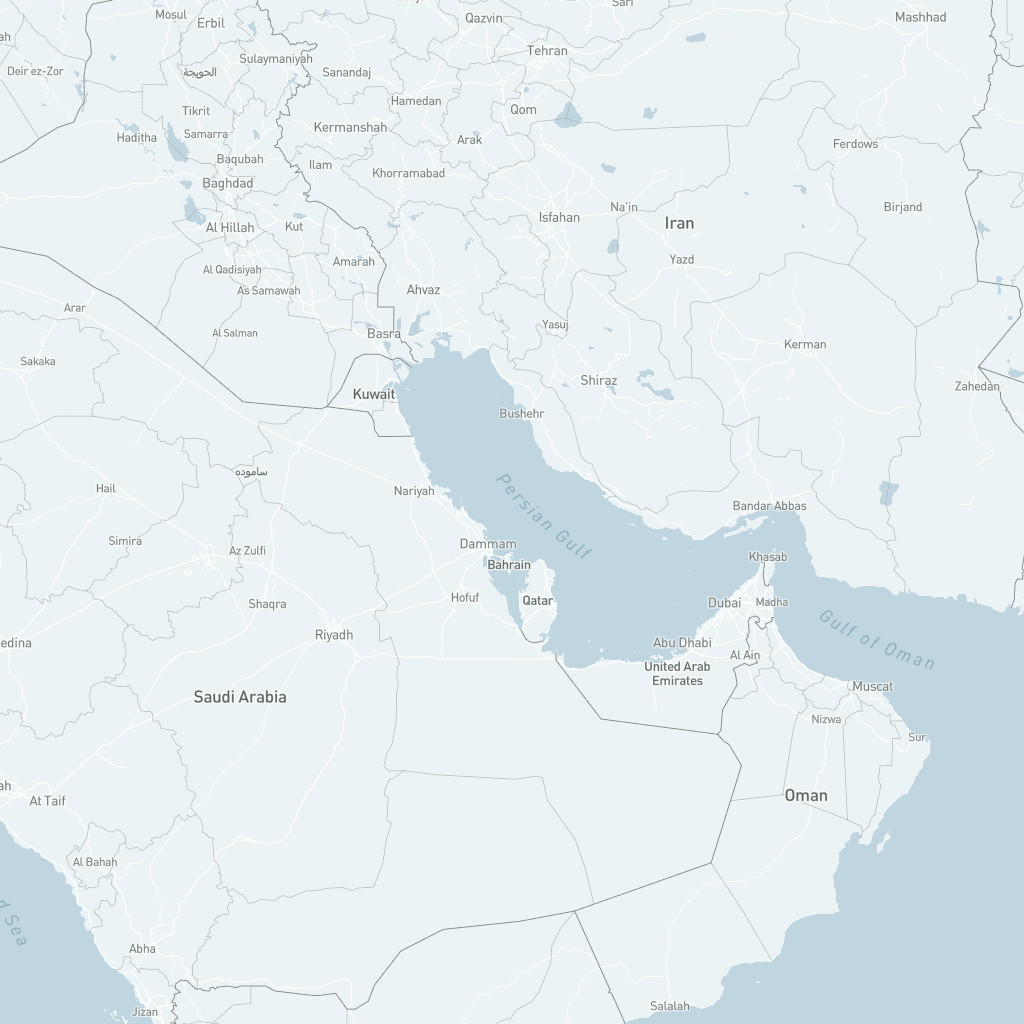 Sari
Mosul
Erbil
Qazvin
Mashhad
ah
Tehran
Sulaymaniyah
Deir ez-Zor
الحويجة
Sanandaj
Hamedan
Tikrit
Qom
Haditha
Samarra
Kermanshah
Arak
Ferdows
Baqubah
Ilam
Khorramabad
Baghdad
Birjand
Na'in
Isfahan
Iran
Al Hillah
Kut
Yazd
Amarah
Al Qadisiyah
As Samawah
Ahvaz
Arar
Yasuj
Al Salman
Basra
Kerman
Sakaka
Shiraz
Zahedan
Kuwait
Bushehr
ساموده
Hail
Nariyah
Persian Gulf
Bandar Abbas
Simira
Az Zulfi
Dammam
Khasab
Bahrain
Shaqra
Hofuf
Qatar
Dubai
Madha
Riyadh
edina
Gulf of Oman
Abu Dhabi
Al Ain
United Arab
Emirates
Muscat
Saudi Arabia
Nizwa
Sur
ah
At Taif
Oman
Al Bahah
d Sea
Abha
Jizan
Salalah